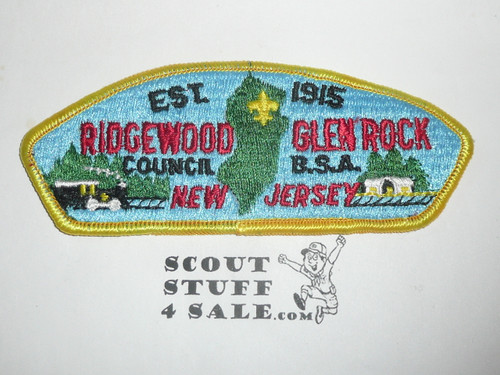 EST. 1915
RIDGEWOOD GLEN ROCK
COUNCIL B.S.A.
NEW JERSEY
SCOUT
STUFF
4 SALE.COM